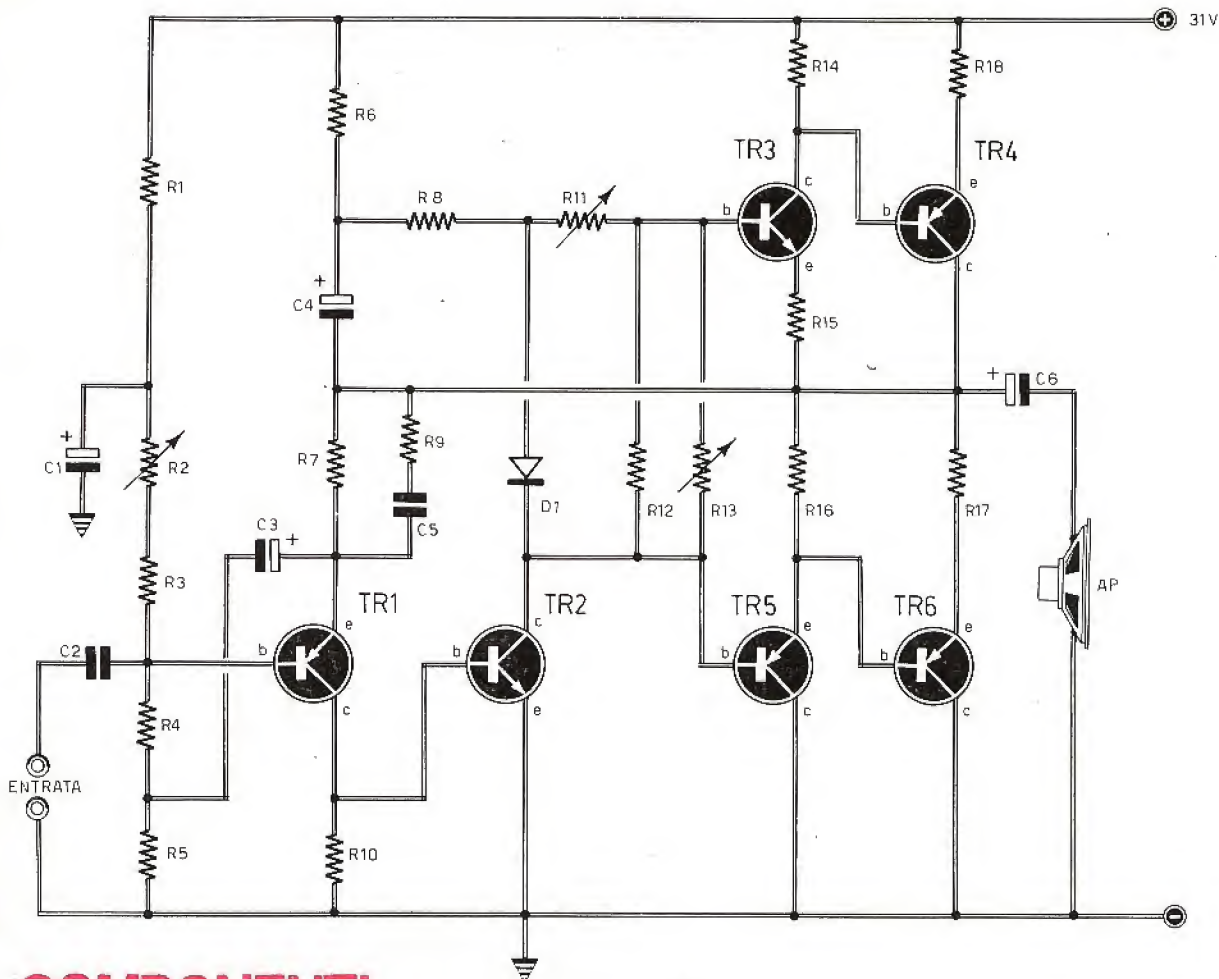 31V
R14
R18
R6
TR3
TR4
R1
R8
R11
c
e
b
b
e
c
C4
+
R15
+
C6
C1
+
R2
R7
R9
C5
D1
R12
R13
R16
R17
C3
+
R3
AP
TR1
TR2
TR5
TR6
C2
b
e
c
b
c
e
b
e
c
b
e
c
R4
ENTRATA
R5
R10
COMPONENTI